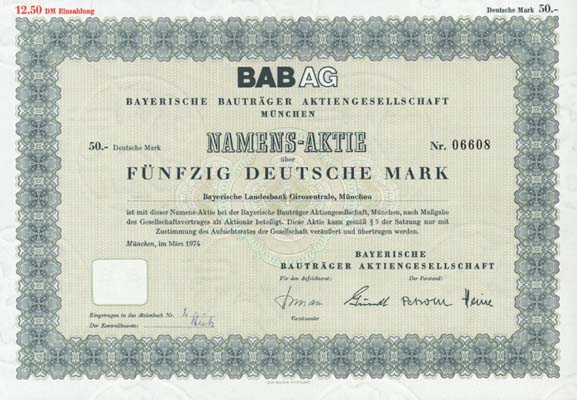 12.50 DM Einzahlung
Deutsche Mark 50.-
BAB AG
BAYERISCHE BAUTRÄGER AKTIENGESELLSCHAFT
MÜNCHEN
50.- Deutsche Mark
NAMENS-AKTIE
Nr. 06608
über
FÜNFZIG DEUTSCHE MARK
Bayerische Landesbank Girozentrale, München
ist mit dieser Namens-Aktie bei der Bayerische Bauträger Aktiengesellschaft, München, nach Maßgabe
des Gesellschaftsvertrages als Aktionär beteiligt. Diese Aktie kann gemäß § 5 der Satzung nur mit
Zustimmung des Aufsichtsrates der Gesellschaft veräußert und übertragen werden.
München, im März 1974
BAYERISCHE
BAUTRÄGER AKTIENGESELLSCHAFT
Für den Aufsichtsrat:
Der Vorstand:
Vorsitzender
Eingetragen in das Aktienbuch Nr.
Der Kontrollbeamte: